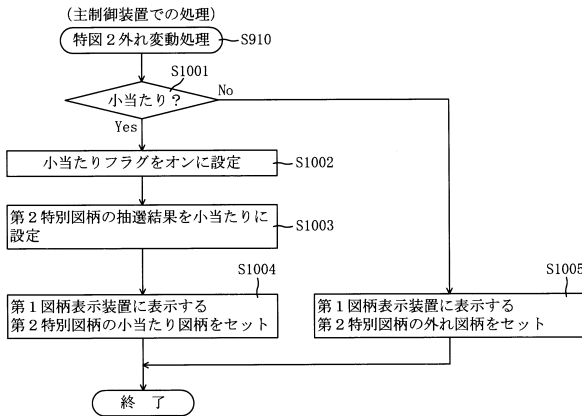 (主制御装置での処理)
特図2外れ変動処理
S910
S1001
小当たり?
No
Yes
小当たりフラグをオンに設定
S1002
第2特別図柄の抽選結果を小当たりに
設定
S1003
S1004
第1図柄表示装置に表示する
第2特別図柄の小当たり図柄をセット
S1005
第1図柄表示装置に表示する
第2特別図柄の外れ図柄をセット
終 了